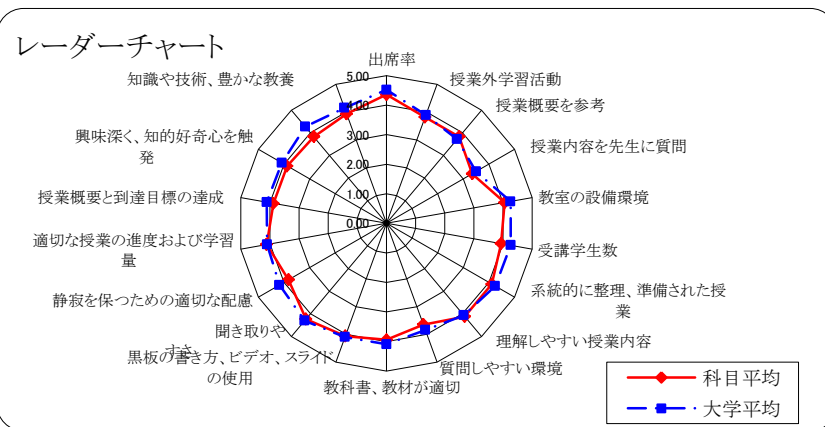 レーダーチャート
出席率
授業外学習活動
授業概要を参考
授業内容を先生に質問
教室の設備環境
受講学生数
系統的に整理、準備された授
業
理解しやすい授業内容
質問しやすい環境
教科書、教材が適切
黒板の書き方、ビデオ、スライド
の使用
聞き取りや
すさ
静寂を保つための適切な配慮
適切な授業の進度および学習
量
授業概要と到達目標の達成
興味深く、知的好奇心を触
発
知識や技術、豊かな教養
5.00
4.00
3.00
2.00
1.00
0.00
科目平均
大学平均